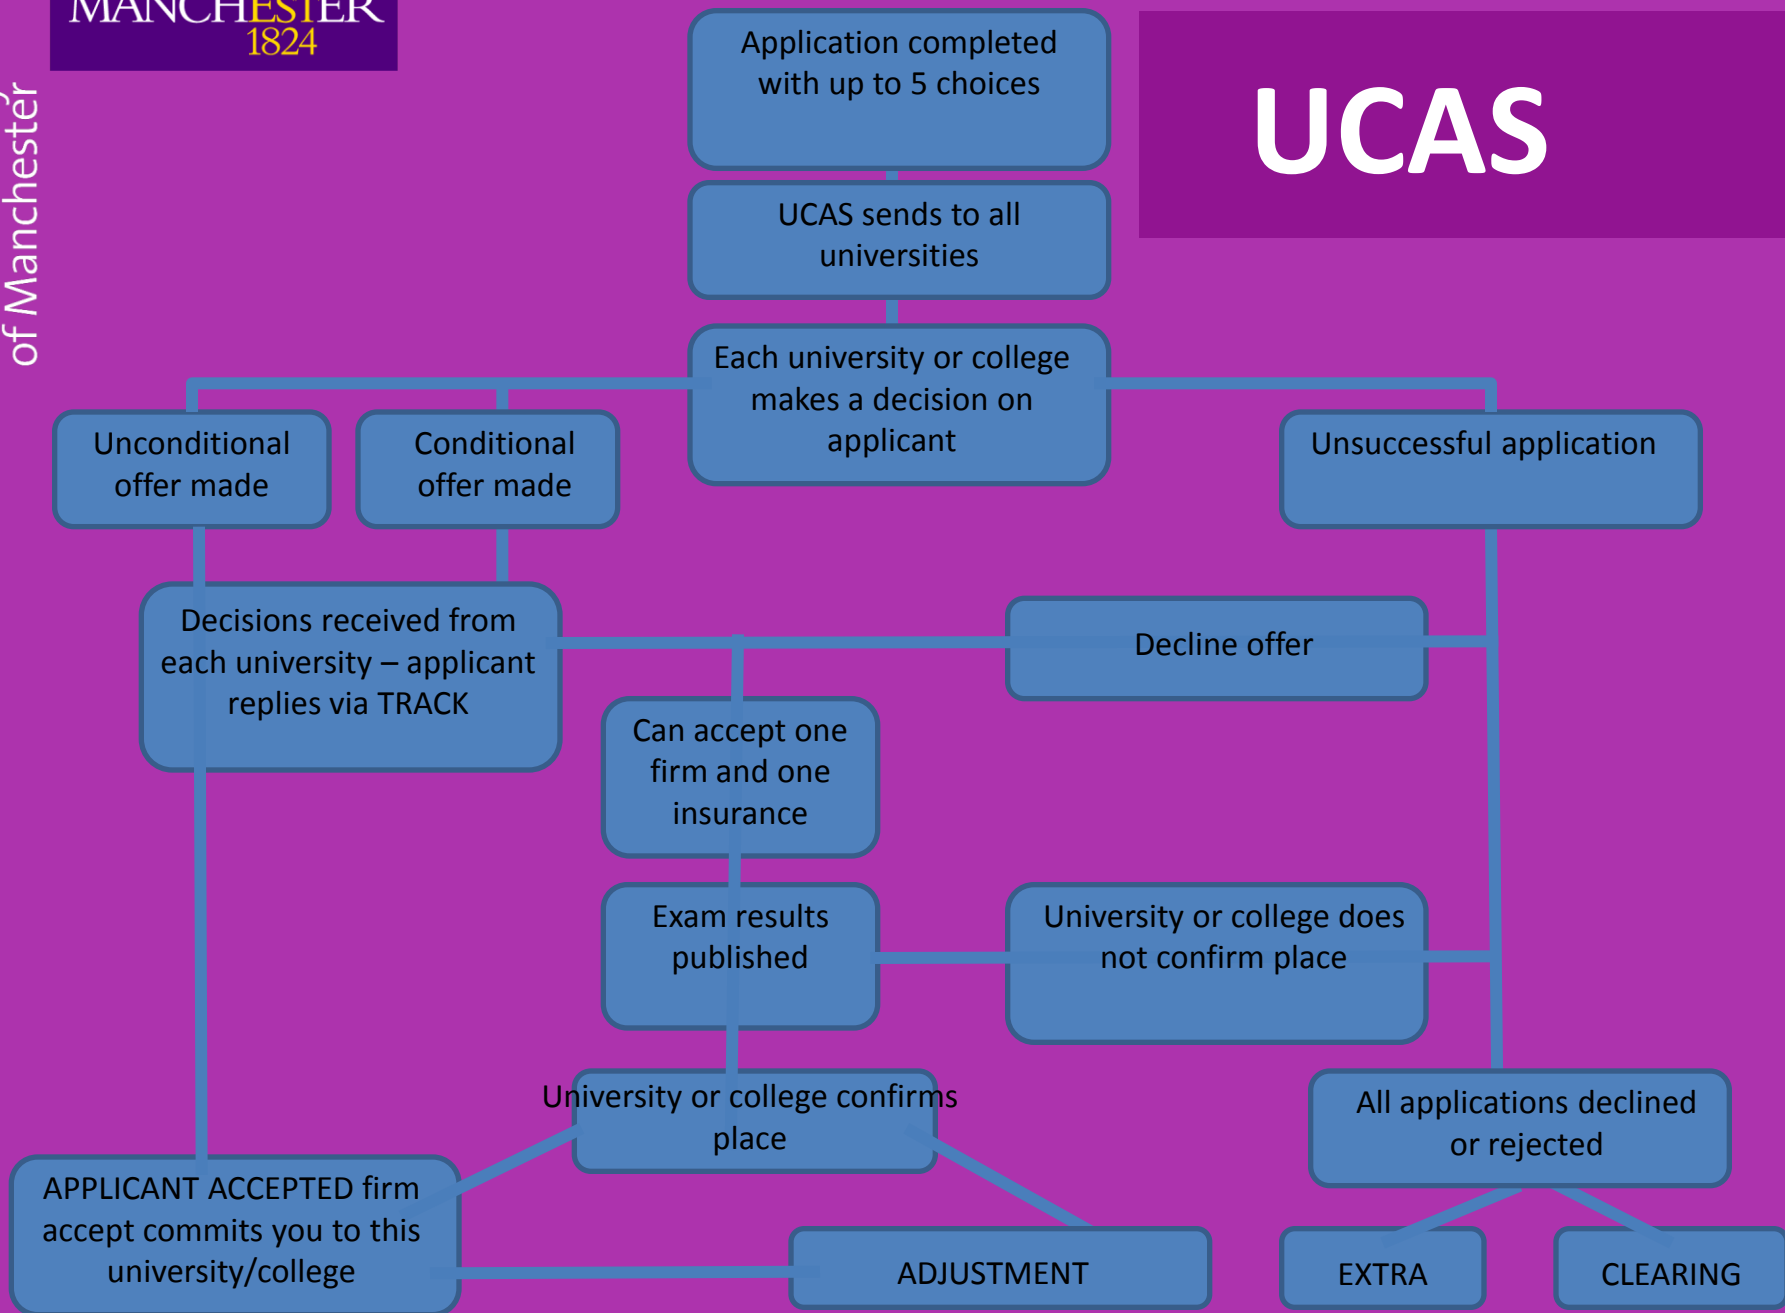 MANCHESTER
1824
of Manchester
UCAS
Application completed
with up to 5 choices
UCAS sends to all
universities
Each university or college
makes a decision on
applicant
Unconditional
offer made
Conditional
offer made
Unsuccessful application
Decisions received from
each university – applicant
replies via TRACK
Decline offer
Can accept one
firm and one
insurance
Exam results
published
University or college does
not confirm place
University or college confirms
place
All applications declined
or rejected
APPLICANT ACCEPTED firm
accept commits you to this
university/college
ADJUSTMENT
EXTRA
CLEARING